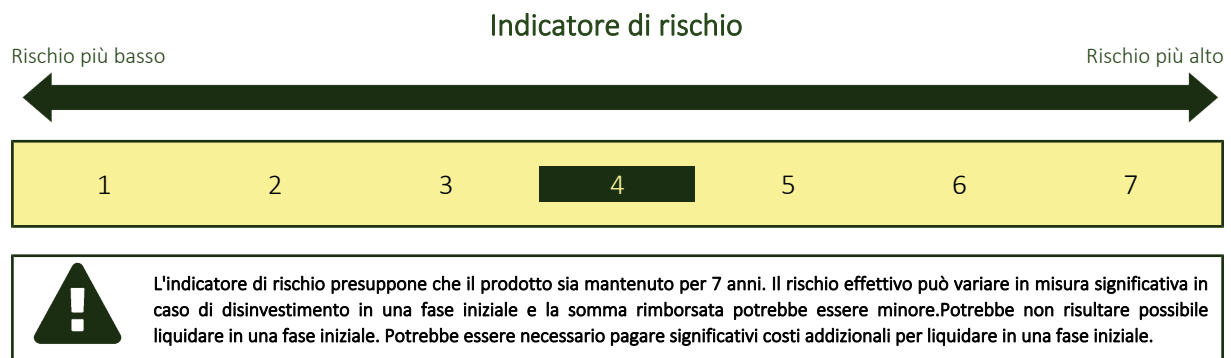 Indicatore di rischio
Rischio più basso
Rischio più alto
1 2 3 4 5 6 7
L'indicatore di rischio presuppone che il prodotto sia mantenuto per 7 anni. Il rischio effettivo può variare in misura significativa in
caso di disinvestimento in una fase iniziale e la somma rimborsata potrebbe essere minore.Potrebbe non risultare possibile
liquidare in una fase iniziale. Potrebbe essere necessario pagare significativi costi addizionali per liquidare in una fase iniziale.